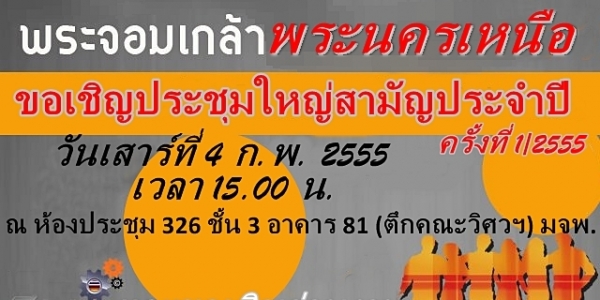 พระจอมเกล้าพระนครเหนือ
ขอเชิญประชุมใหญ่สามัญประจำปี
ครั้งที่ 1/2555
วันเสาร์ที่ 4 ก.พ. 2555
เวลา 15.00 น.
ณ ห้องประชุม 326 ชั้น 3 อาคาร 81 (ตึกคณะวิศวฯ) มจพ.